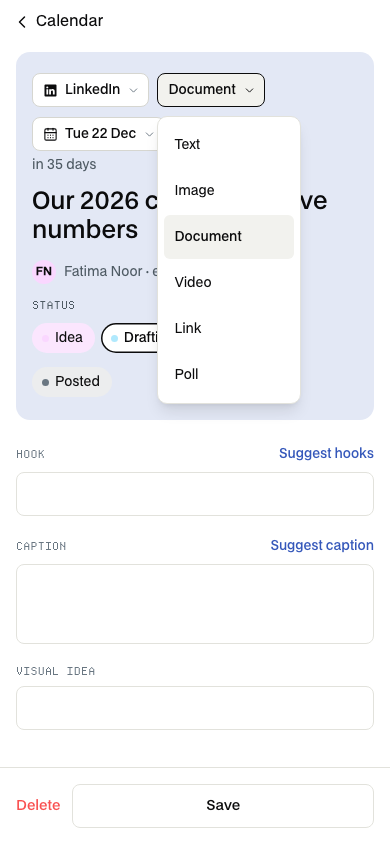 Calendar
LinkedIn
Document
Tue 22 Dec
in 35 days
Text
Image
Document
Video
Link
Poll
Our 2026 c ve
numbers
FN Fatima Noor ·
STATUS
Idea
Drafti
Posted
HOOK
Suggest hooks
CAPTION
Suggest caption
VISUAL IDEA
Delete
Save